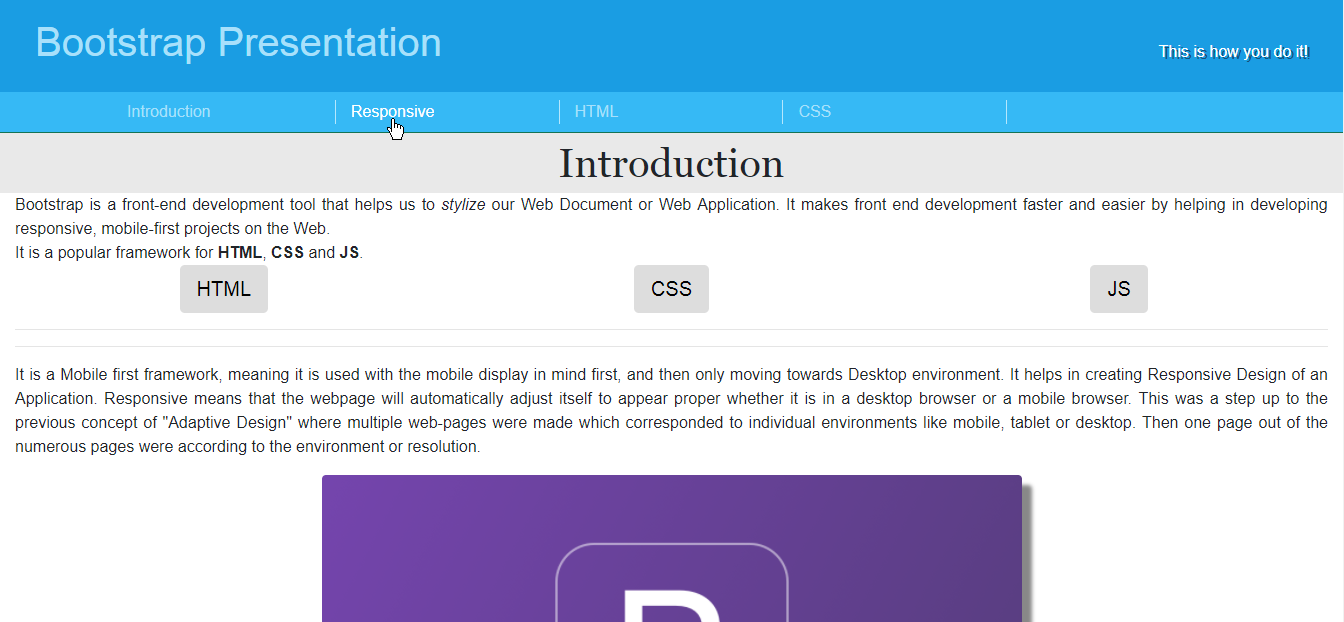 Bootstrap Presentation
This is how you do it!
Introduction
Responsive
HTML
CSS
Introduction
Bootstrap is a front-end development tool that helps us to stylize our Web Document or Web Application. It makes front end development faster and easier by helping in developing
responsive, mobile-first projects on the Web.
It is a popular framework for HTML, CSS and JS.
HTML
CSS
JS
It is a Mobile first framework, meaning it is used with the mobile display in mind first, and then only moving towards Desktop environment. It helps in creating Responsive Design of an
Application. Responsive means that the webpage will automatically adjust itself to appear proper whether it is in a desktop browser or a mobile browser. This was a step up to the
previous concept of "Adaptive Design" where multiple web-pages were made which corresponded to individual environments like mobile, tablet or desktop. Then one page out of the
numerous pages were according to the environment or resolution.